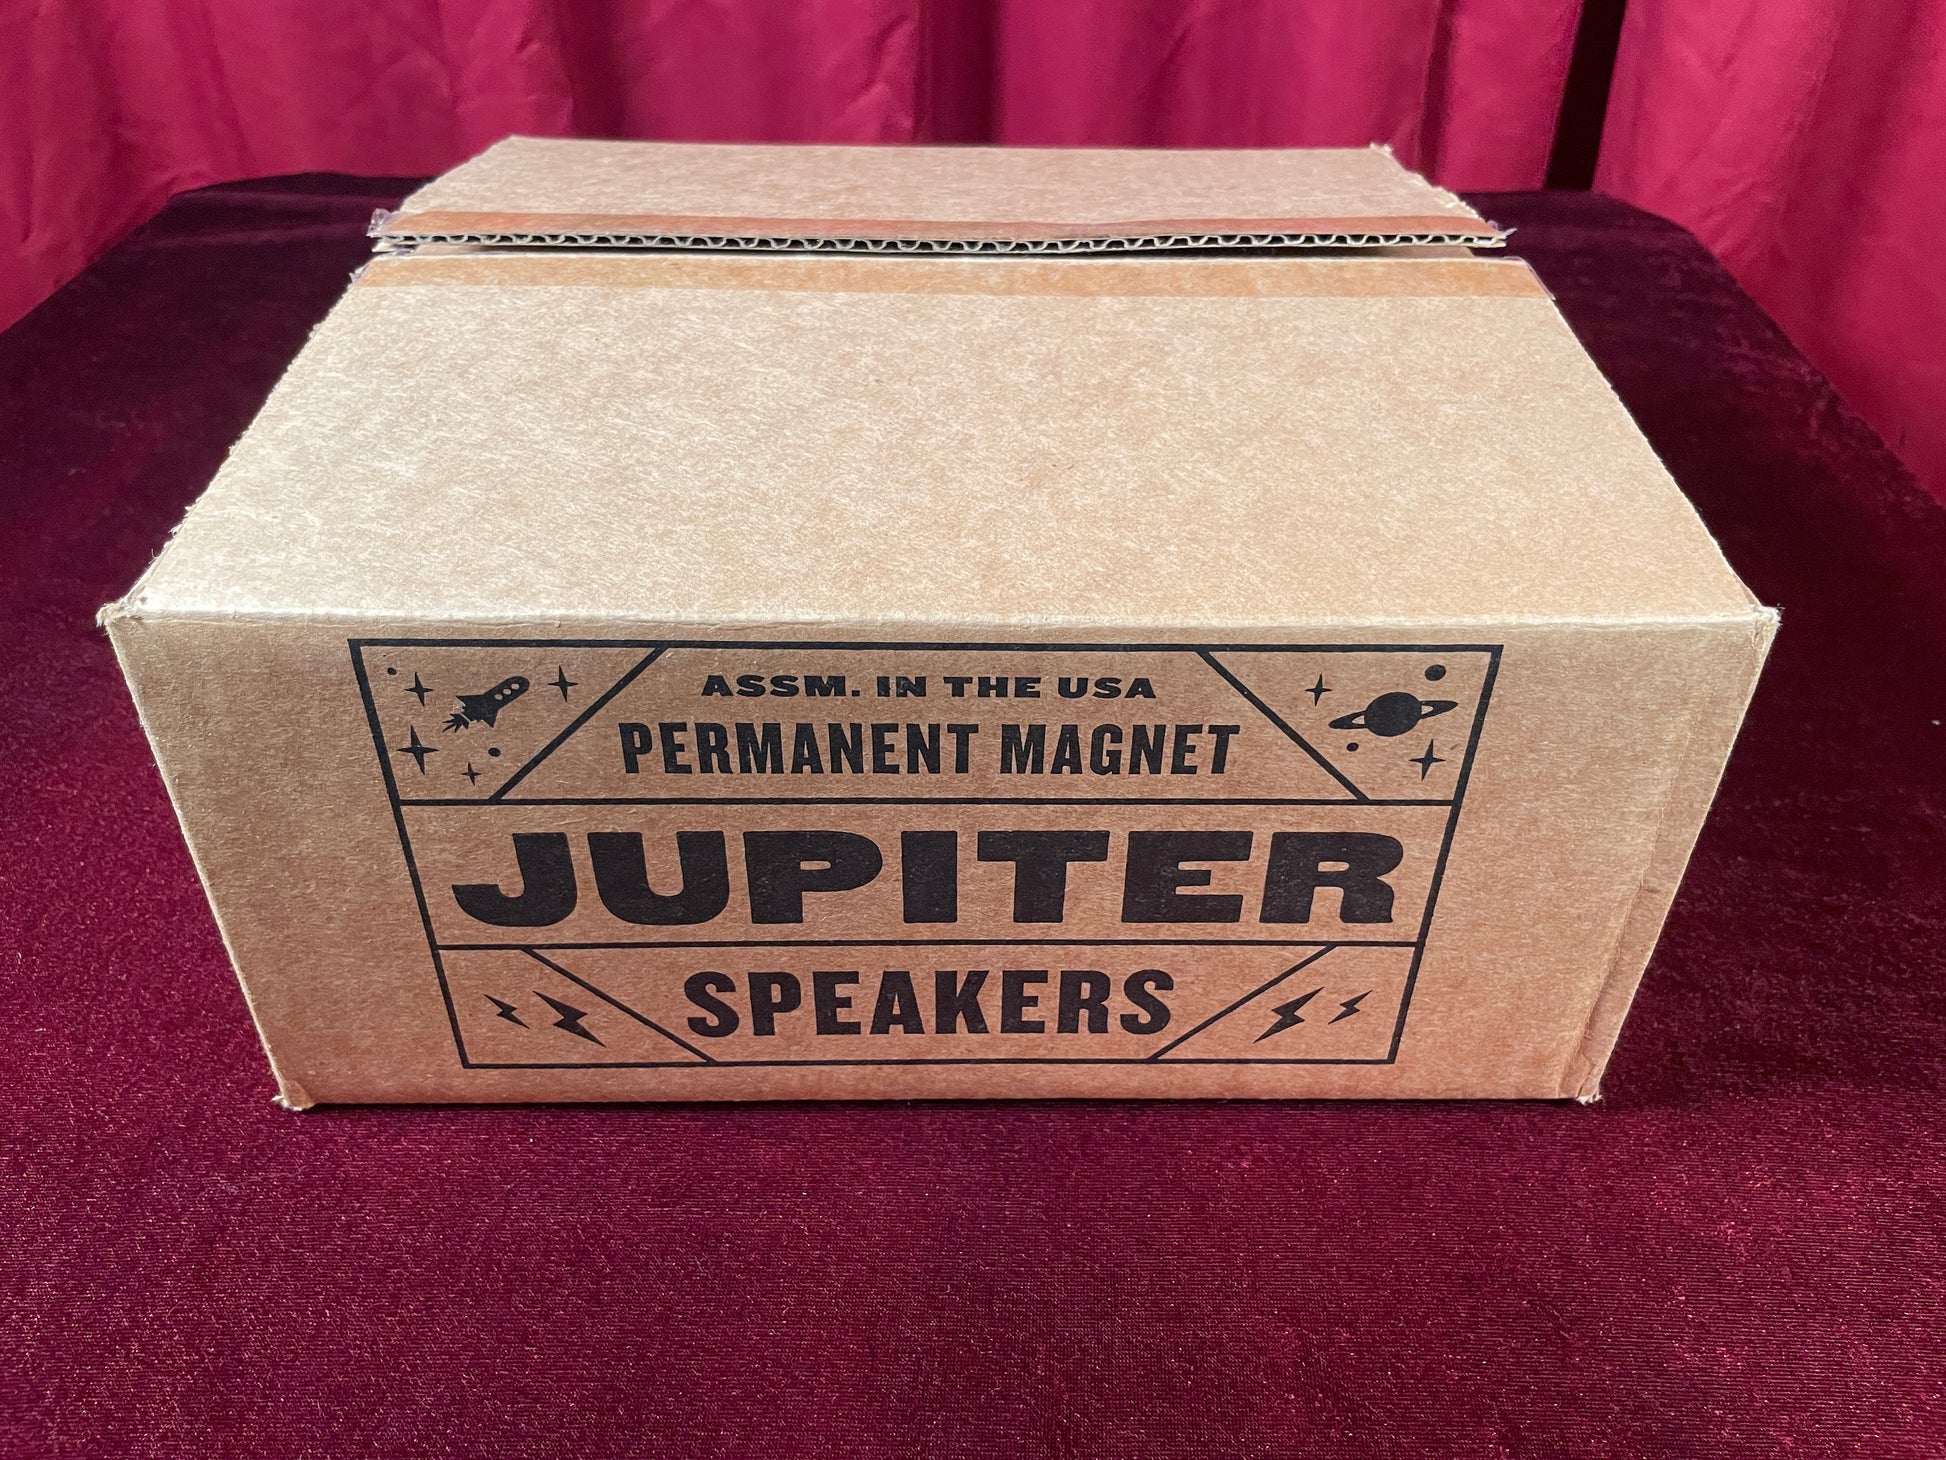 ASSM. IN THE USA
PERMANENT MAGNET
JUPITER
SPEAKERS